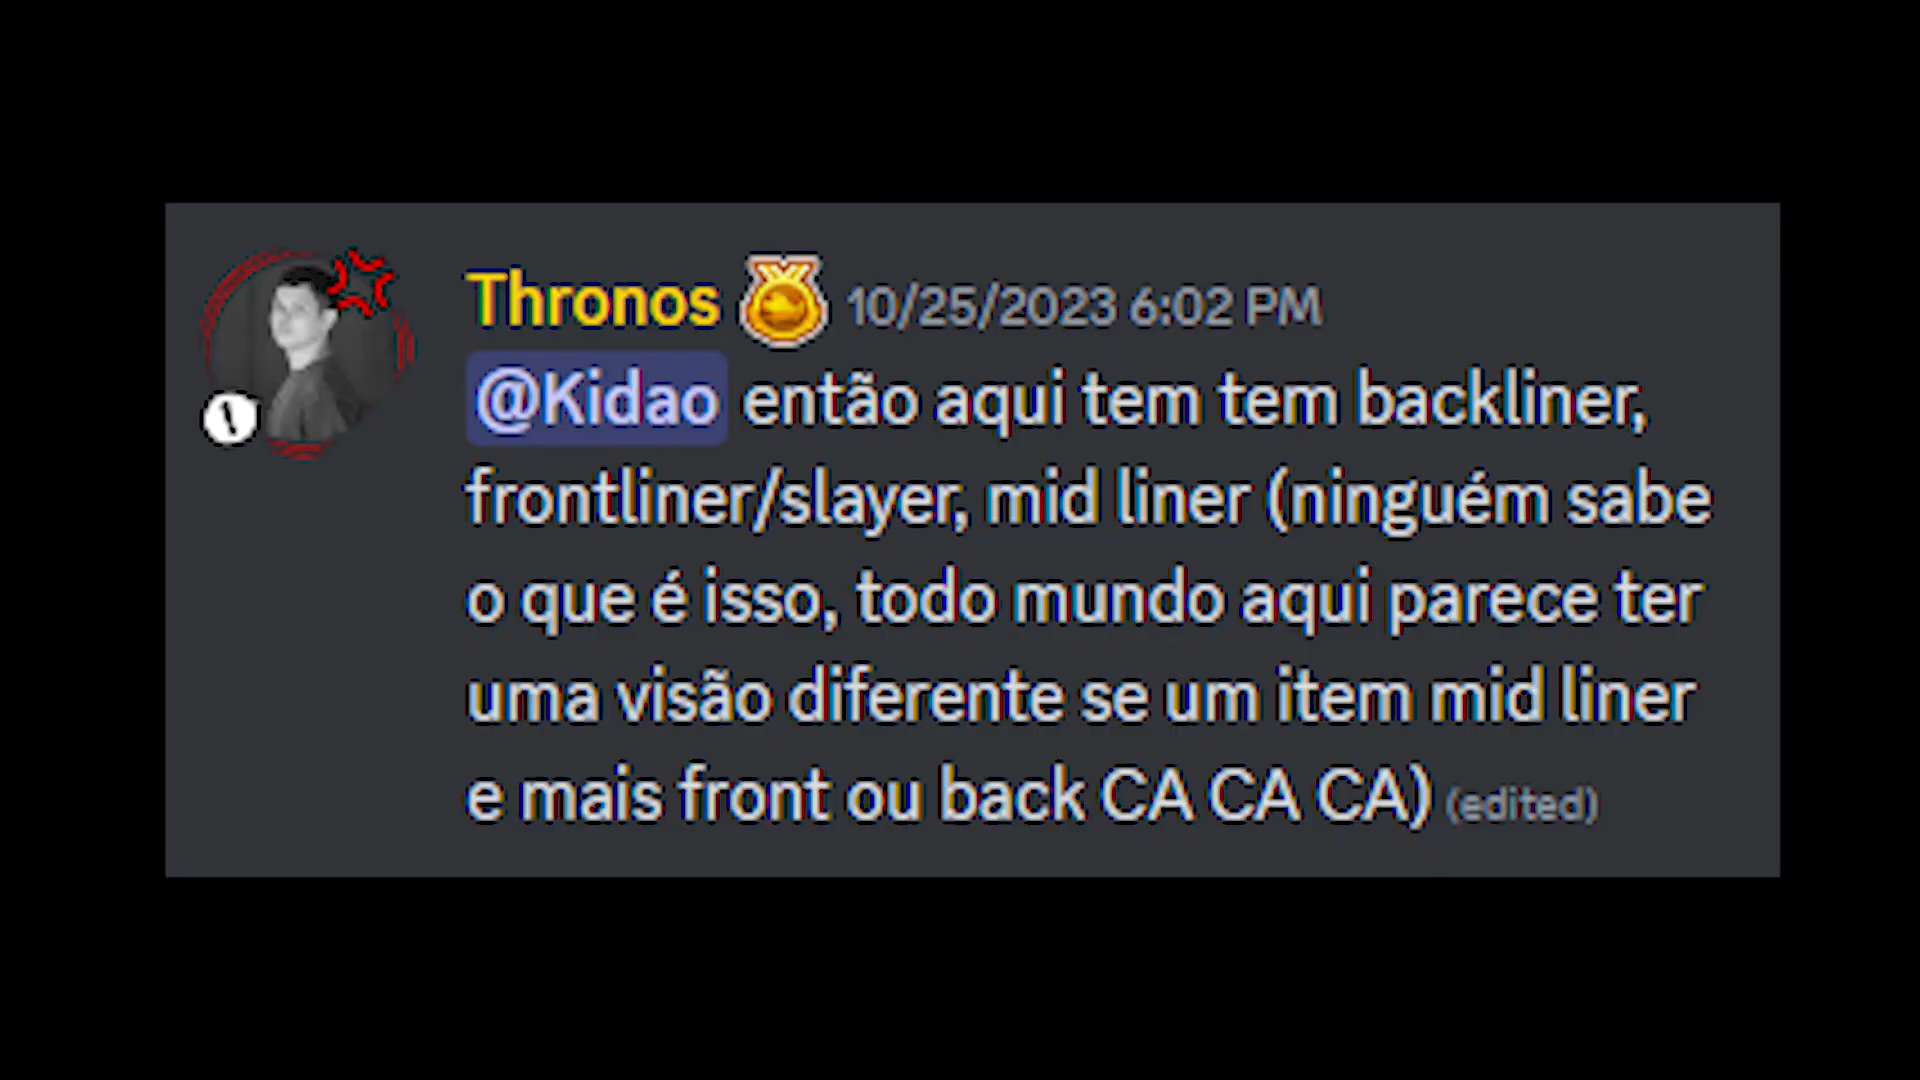 Thronos 10/25/2023 6:02 PM
@Kidao então aqui tem tem backliner,
frontliner/slayer, mid liner (ninguém sabe
o que é isso, todo mundo aqui parece ter
uma visão diferente se um item mid liner
e mais front ou back CA CA CA) (edited)